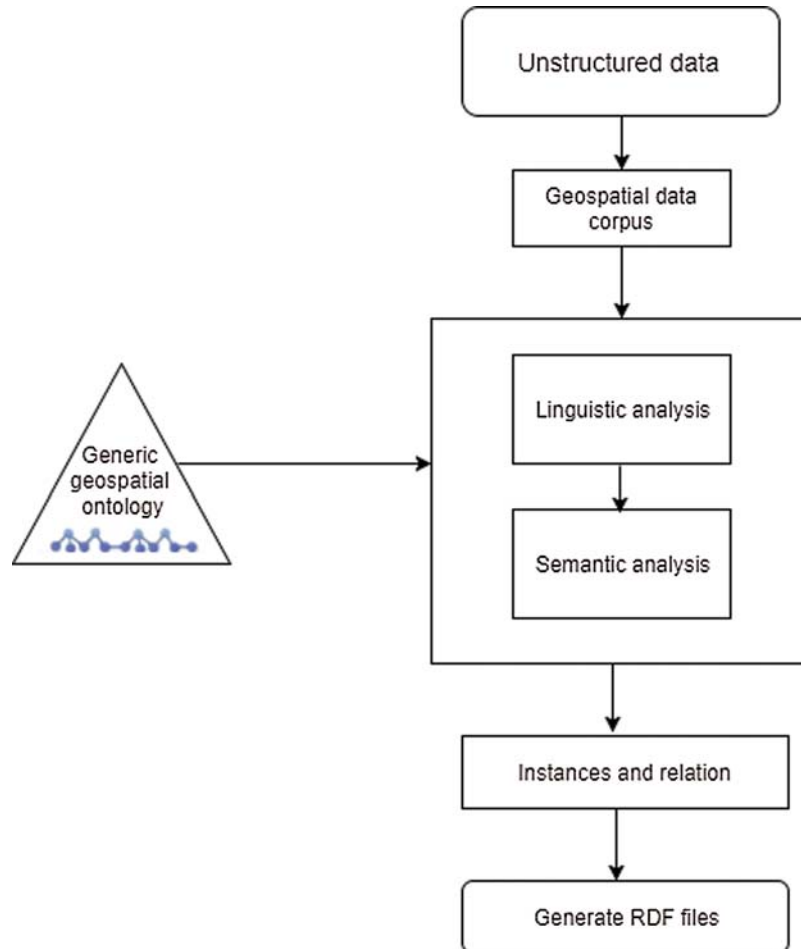 Unstructured data
Geospatial data
corpus
Linguistic analysis
Generic
geospatial
ontology
Semantic analysis
Instances and relation
Generate RDF files